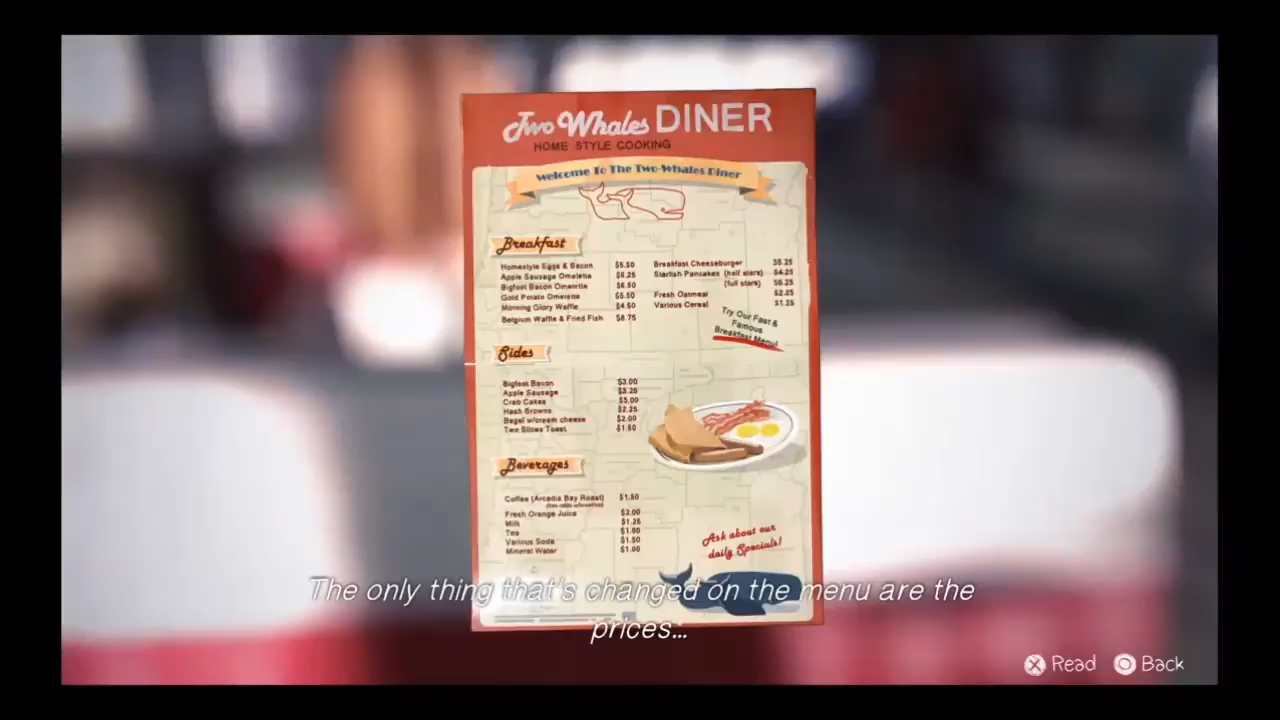 Two Whales DINER
HOME STYLE COOKING
Welcome To The Two-Whales Diner
Breakfast
Homestyle Eggs & Bacon $5.50
Apple Sausage Omelette $6.25
Bigfoot Bacon Omelette $6.50
Gold Potato Omelette $5.50
Morning Glory Waffle $4.50
Belgium Waffle & Fried Fish $8.75
Breakfast Cheeseburger $5.25
Starfish Pancakes (half stars) $4.25
(full stars) $6.25
Fresh Oatmeal $2.25
Various Cereal $1.25
Try Our Fast &
Famous
Breakfast Menu!
Sides
Bigfoot Bacon $3.00
Apple Sausage $3.25
Crab Cakes $5.00
Hash Browns $2.25
Bagel w/cream cheese $2.00
Two Slices Toast $1.50
Beverages
Coffee (Arcadia Bay Roast) $1.50
Fresh Orange Juice $2.00
Milk $1.25
Tea $1.00
Various Soda $1.50
Mineral Water $1.00
Ask about our
daily Specials!
The only thing that's changed on the menu are the
prices...
Read Back